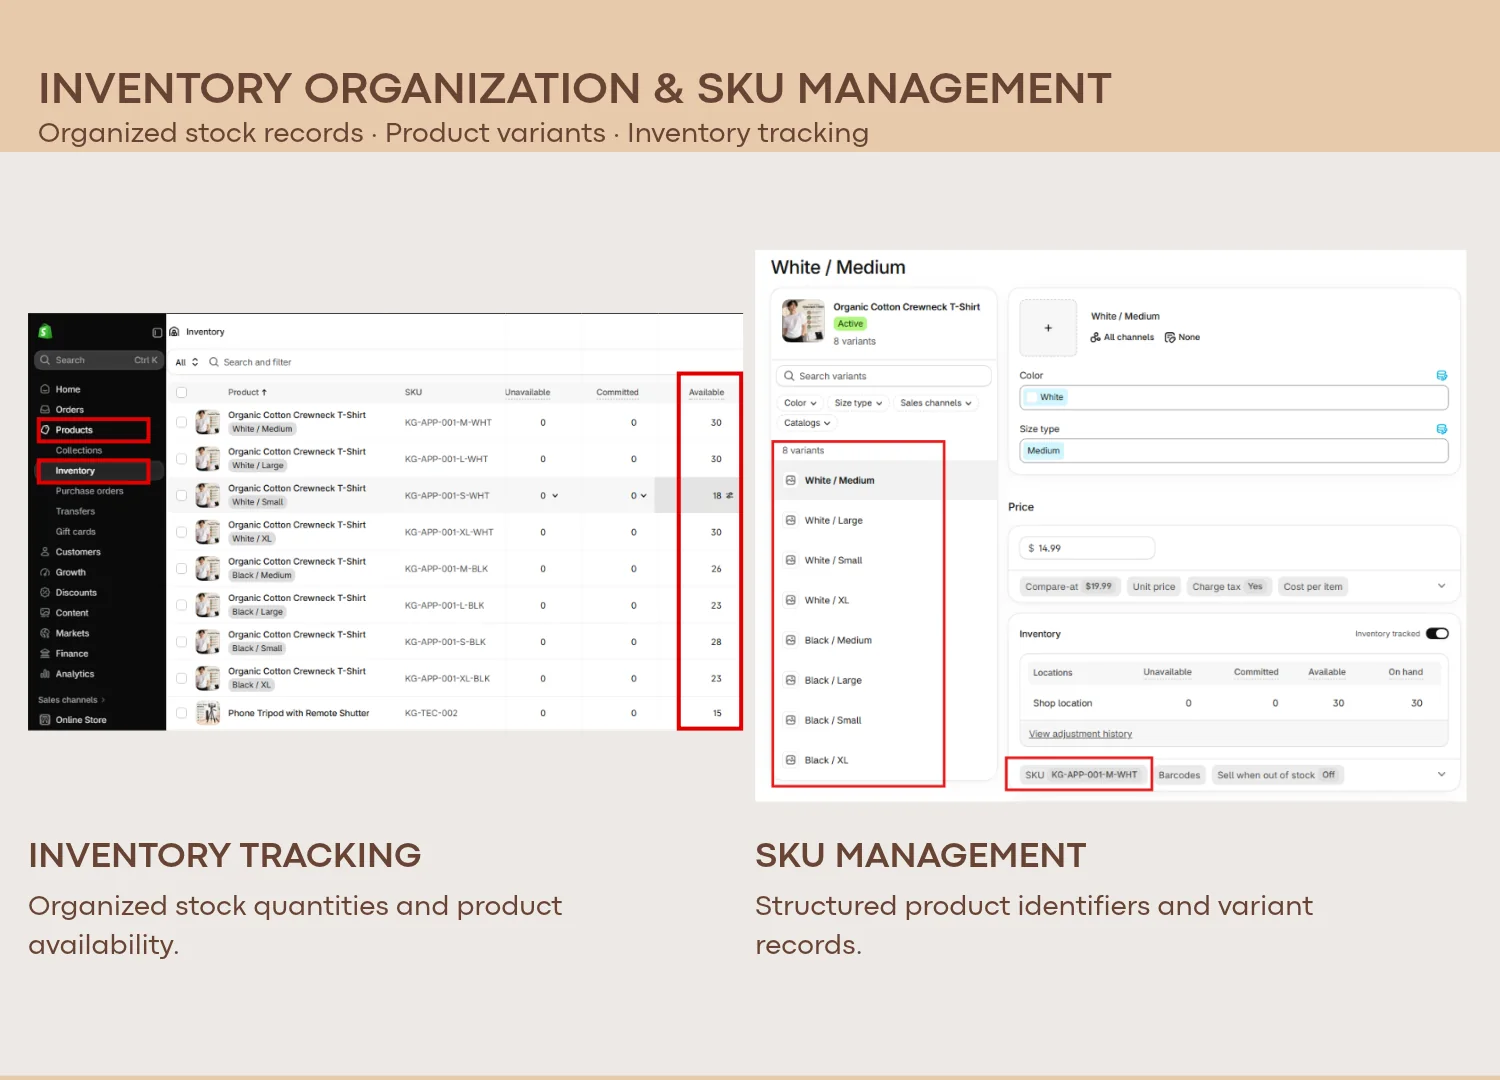 INVENTORY ORGANIZATION & SKU MANAGEMENT
Organized stock records · Product variants · Inventory tracking
Search Ctrl K
Home
Orders
Products
Collections
Inventory
Purchase orders
Transfers
Gift cards
Customers
Growth
Discounts
Content
Markets
Finance
Analytics
Sales channels
Online Store
Inventory
All Search and filter
Product SKU Unavailable Committed Available
Organic Cotton Crewneck T-Shirt
White / Medium KG-APP-001-M-WHT 0 0 30
Organic Cotton Crewneck T-Shirt
White / Large KG-APP-001-L-WHT 0 0 30
Organic Cotton Crewneck T-Shirt
White / Small KG-APP-001-S-WHT 0 0 18
Organic Cotton Crewneck T-Shirt
White / XL KG-APP-001-XL-WHT 0 0 30
Organic Cotton Crewneck T-Shirt
Black / Medium KG-APP-001-M-BLK 0 0 26
Organic Cotton Crewneck T-Shirt
Black / Large KG-APP-001-L-BLK 0 0 23
Organic Cotton Crewneck T-Shirt
Black / Small KG-APP-001-S-BLK 0 0 28
Organic Cotton Crewneck T-Shirt
Black / XL KG-APP-001-XL-BLK 0 0 23
Phone Tripod with Remote Shutter KG-TEC-002 0 0 15
INVENTORY TRACKING
Organized stock quantities and product
availability.
White / Medium
Organic Cotton Crewneck T-Shirt
Active
8 variants
Search variants
Color Size type Sales channels
Catalogs
8 variants
White / Medium
White / Large
White / Small
White / XL
Black / Medium
Black / Large
Black / Small
Black / XL
White / Medium
All channels None
Color
White
Size type
Medium
Price
$ 14.99
Compare-at $19.99 Unit price Charge tax Yes Cost per item
Inventory Inventory tracked
Locations Unavailable Committed Available On hand
Shop location 0 0 30 30
View adjustment history
SKU KG-APP-001-M-WHT Barcodes Sell when out of stock Off
SKU MANAGEMENT
Structured product identifiers and variant
records.